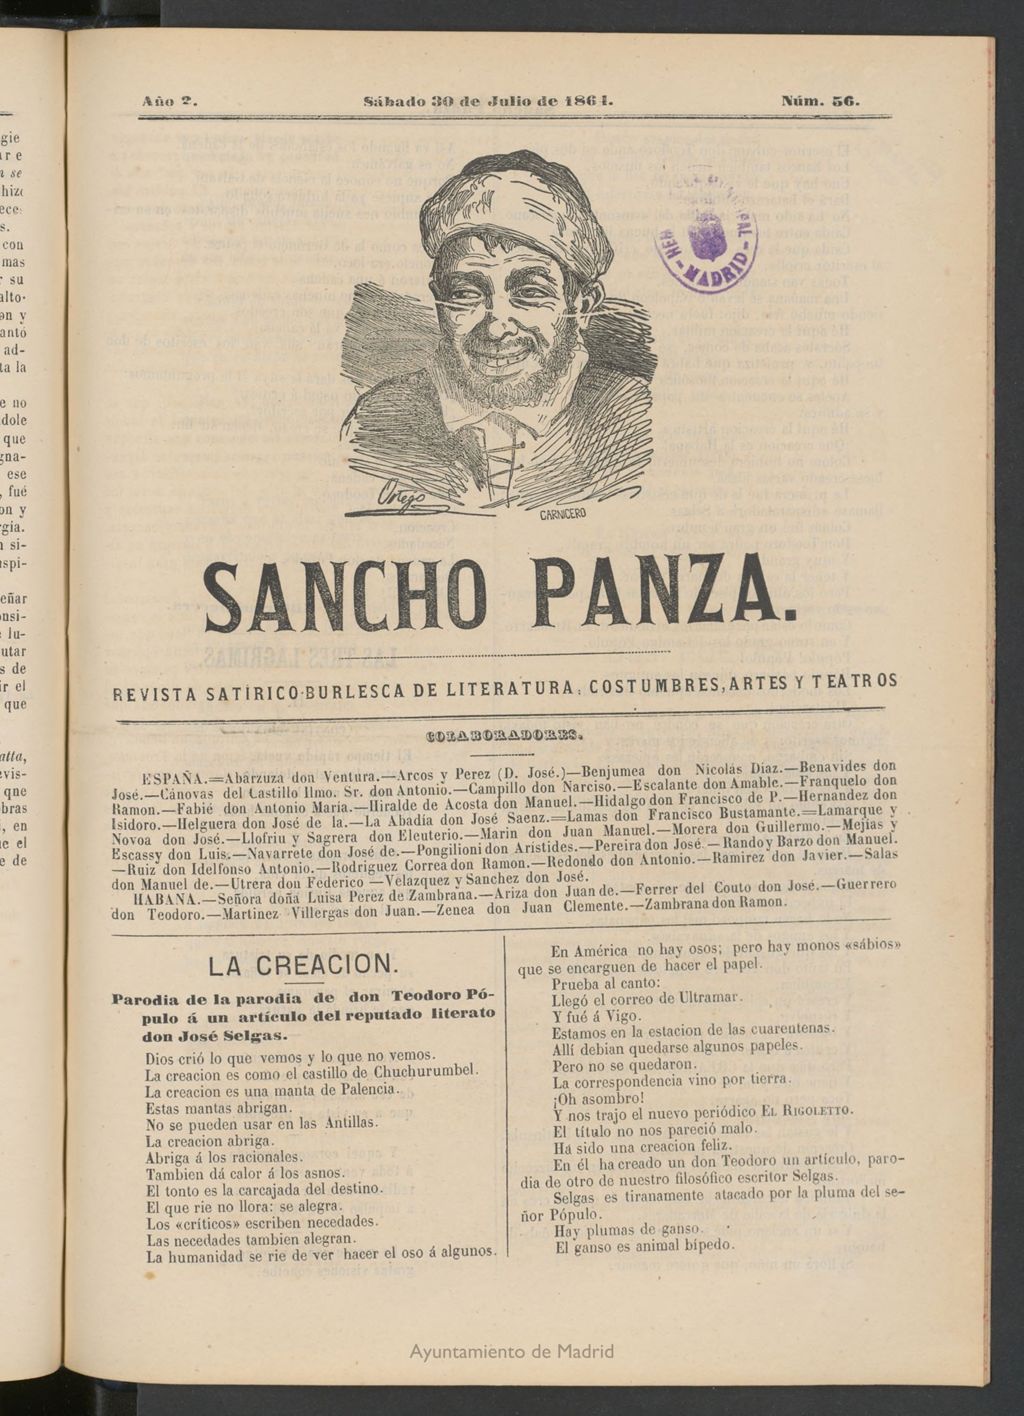 Año 2.
Sábado 30 de Julio de 1864.
Núm. 56.
MADRID
Ortego
CARNICERO
SANCHO PANZA.
REVISTA SATÍRICO-BURLESCA DE LITERATURA, COSTUMBRES, ARTES Y TEATROS
COLABORADORES.
ESPAÑA.=Abárzuza don Ventura.—Arcos y Perez (D. José.)—Benjumea don Nicolás Diaz.—Benavides don
José.—Cánovas del Castillo Ilmo. Sr. don Antonio.—Campillo don Narciso.—Escalante don Amable.—Franquelo don
Ramon.—Fabié don Antonio María.—Hiralde de Acosta don Manuel.—Hidalgo don Francisco de P.—Hernandez don
Isidoro.—Helguera don José de la.—La Abadía don José Saenz.=Lamas don Francisco Bustamante.=Lamarque y
Novoa don José.—Llofriu y Sagrera don Eleuterio.—Marin don Juan Manuel.—Morera don Guillermo.—Mejías y
Escassy don Luis.—Navarrete don José de.—Pongilioni don Arístides.—Pereira don José.—Rando y Barzo don Manuel.
—Ruiz don Idelfonso Antonio.—Rodriguez Correa don Ramon.—Redondo don Antonio.—Ramirez don Javier.—Salas
don Manuel de.—Utrera don Federico—Velazquez y Sanchez don José.
HABANA.—Señora doña Luisa Perez de Zambrana.—Ariza don Juan de.—Ferrer del Couto don José.—Guerrero
don Teodoro.—Martinez Villergas don Juan.—Zenea don Juan Clemente.—Zambrana don Ramon.
LA CREACION.
Parodia de la parodia de don Teodoro Pó-
pulo á un artículo del reputado literato
don José Selgas.
Dios crió lo que vemos y lo que no vemos.
La creacion es como el castillo de Chuchurumbel.
La creacion es una manta de Palencia.
Estas mantas abrigan.
No se pueden usar en las Antillas.
La creacion abriga.
Abriga á los racionales.
Tambien dá calor á los asnos.
El tonto es la carcajada del destino.
El que rie no llora: se alegra.
Los «críticos» escriben necedades.
Las necedades tambien alegran.
La humanidad se rie de ver hacer el oso á algunos.
En América no hay osos; pero hay monos «sábios»
que se encarguen de hacer el papel.
Prueba al canto:
Llegó el correo de Ultramar.
Y fué á Vigo.
Estamos en la estacion de las cuarentenas.
Allí debian quedarse algunos papeles.
Pero no se quedaron.
La correspondencia vino por tierra.
¡Oh asombro!
Y nos trajo el nuevo periódico EL RIGOLETTO.
El título no nos pareció malo.
Ha sido una creacion feliz.
En él ha creado un don Teodoro un artículo, paro-
dia de otro de nuestro filosófico escritor Selgas.
Selgas es tiranamente atacado por la pluma del se-
ñor Pópulo.
Hay plumas de ganso.
El ganso es animal bípedo.
Ayuntamiento de Madrid